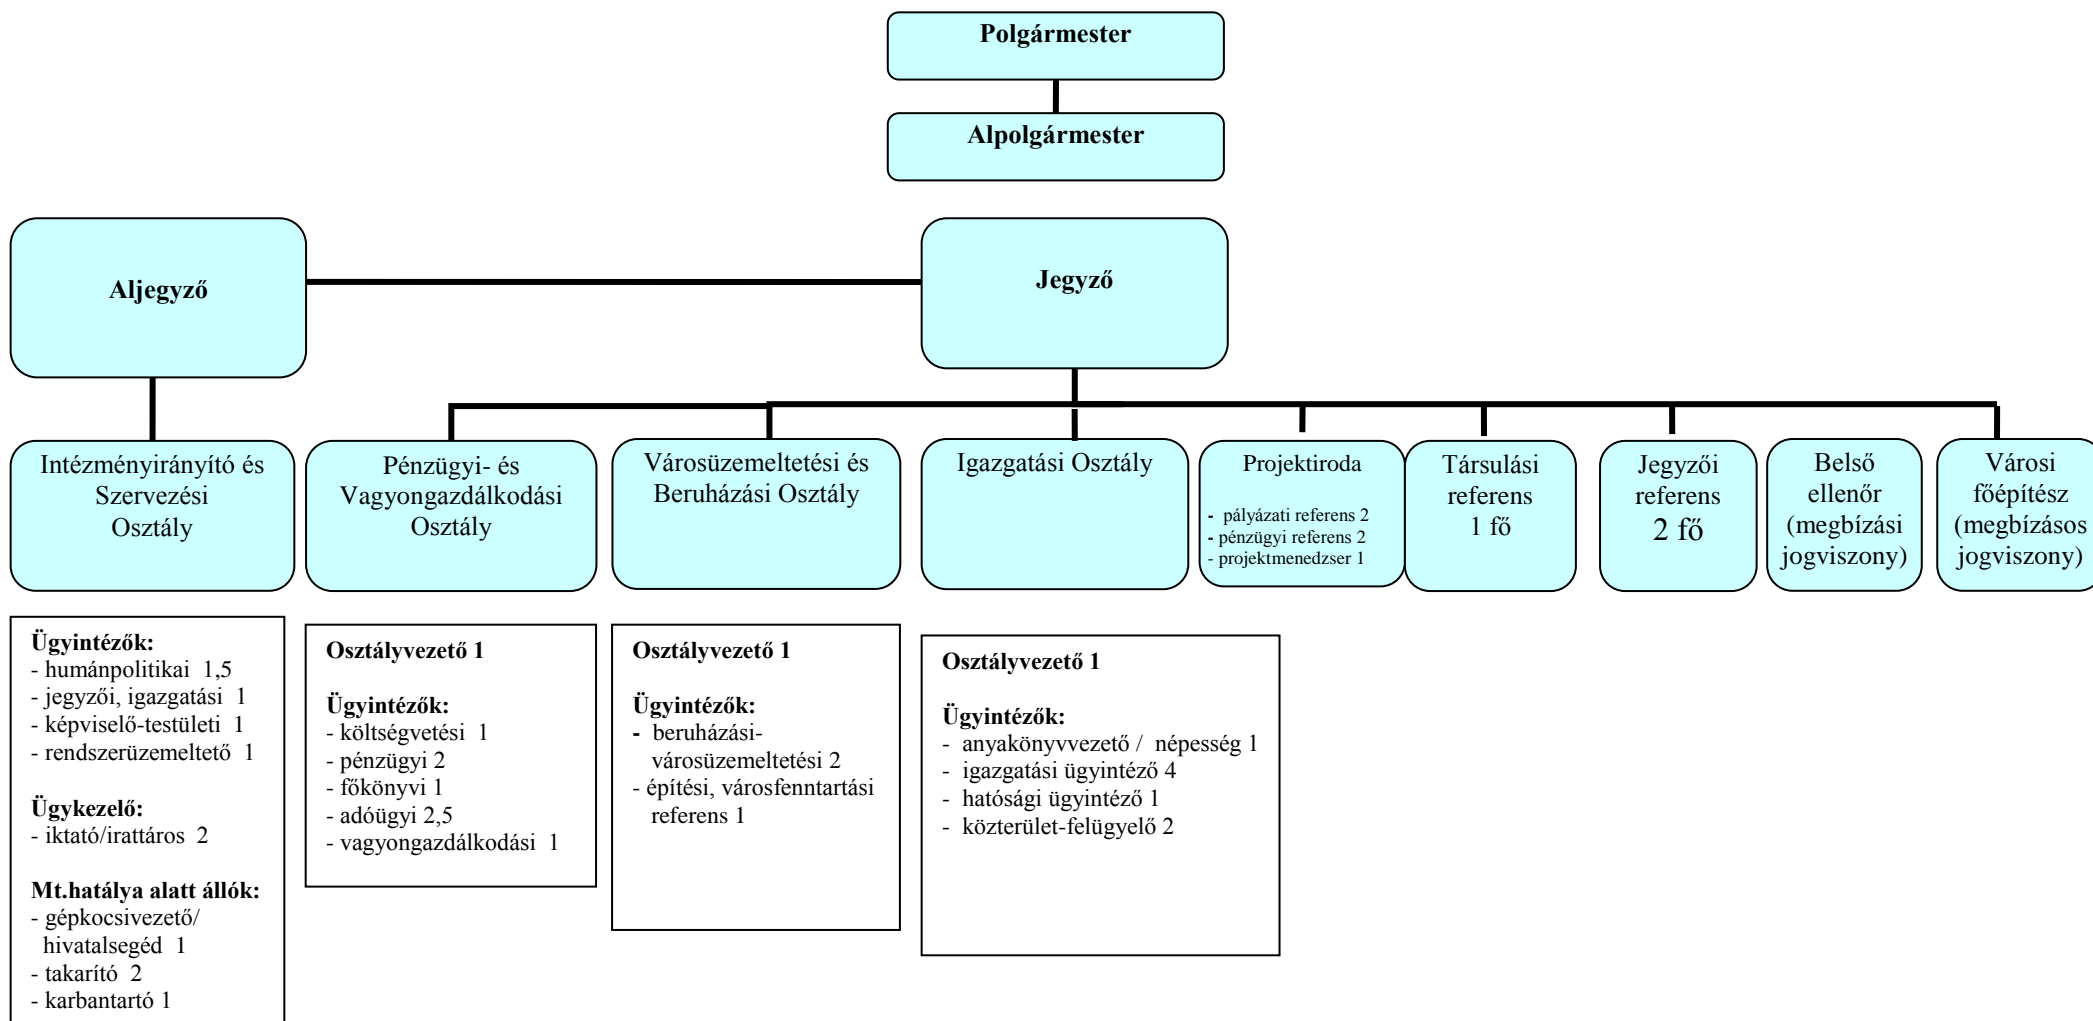 Polgármester
Alpolgármester
Aljegyző
Jegyző
Intézményirányító és
Szervezési
Osztály
Pénzügyi- és
Vagyongazdálkodási
Osztály
Városüzemeltetési és
Beruházási Osztály
Igazgatási Osztály
Projektiroda
- pályázati referens 2
- pénzügyi referens 2
- projektmenedzser 1
Társulási
referens
1 fő
Jegyzői
referens
2 fő
Belső
ellenőr
(megbízási
jogviszony)
Városi
főépítész
(megbízásos
jogviszony)
Ügyintézők:
- humánpolitikai 1,5
- jegyzői, igazgatási 1
- képviselő-testületi 1
- rendszerüzemeltető 1
Ügykezelő:
- iktató/irattáros 2
Mt.hatálya alatt állók:
- gépkocsivezető/
hivatalsegéd 1
- takarító 2
- karbantartó 1
Osztályvezető 1
Ügyintézők:
- költségvetési 1
- pénzügyi 2
- főkönyvi 1
- adóügyi 2,5
- vagyongazdálkodási 1
Osztályvezető 1
Ügyintézők:
- beruházási-
városüzemeltetési 2
- építési, városfenntartási
referens 1
Osztályvezető 1
Ügyintézők:
- anyakönyvvezető / népesség 1
- igazgatási ügyintéző 4
- hatósági ügyintéző 1
- közterület-felügyelő 2